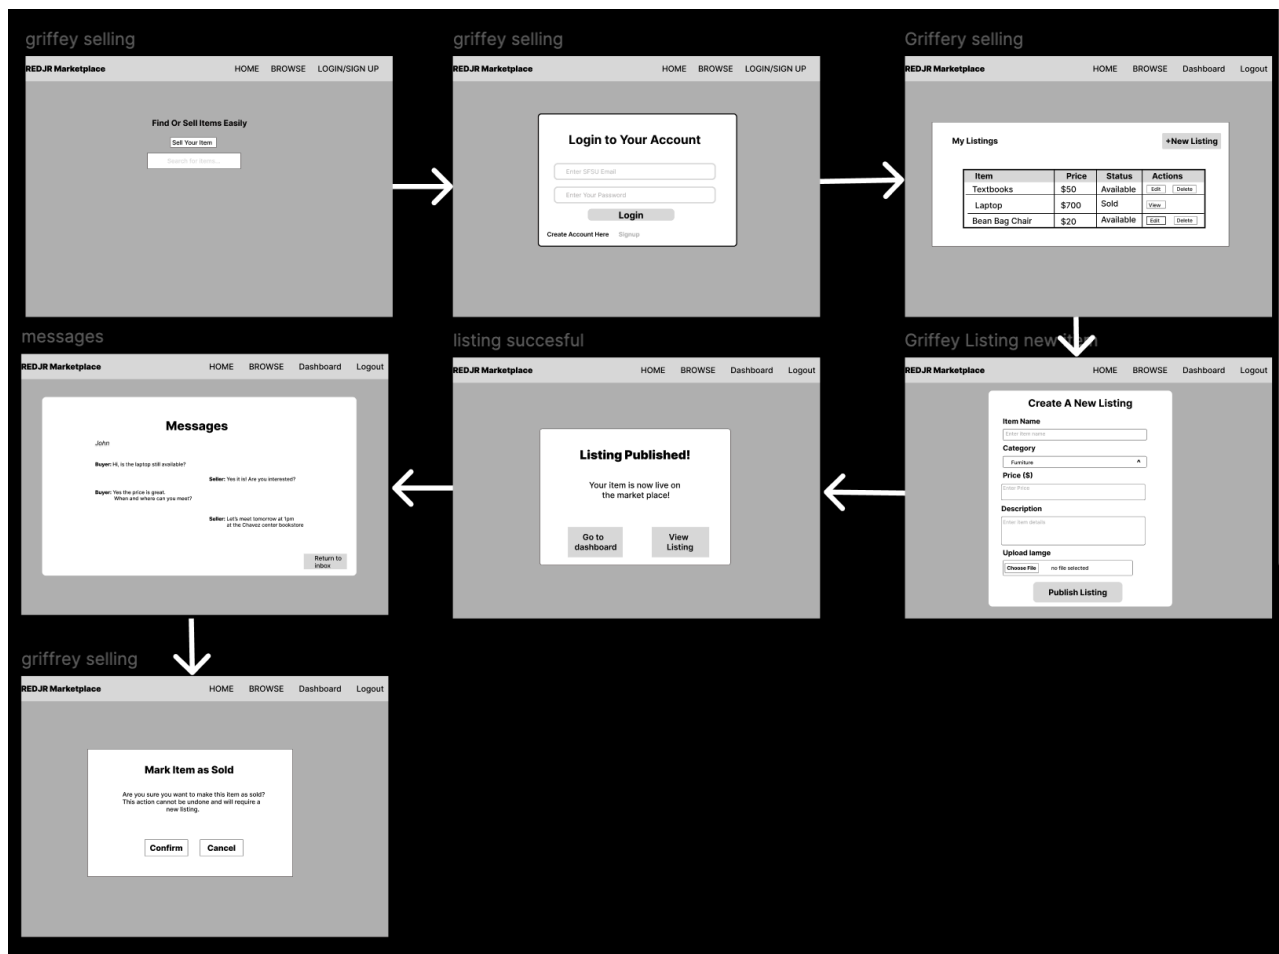 griffey selling
REDJR Marketplace HOME BROWSE LOGIN/SIGN UP
Find Or Sell Items Easily
Sell Your Item
Search for items...
griffey selling
REDJR Marketplace HOME BROWSE LOGIN/SIGN UP
Login to Your Account
Enter SFSU Email
Enter Your Password
Login
Create Account Here Signup
Griffery selling
REDJR Marketplace HOME BROWSE Dashboard Logout
My Listings +New Listing
Item Price Status Actions
Textbooks $50 Available Edit Delete
Laptop $700 Sold View
Bean Bag Chair $20 Available Edit Delete
Griffey Listing new item
REDJR Marketplace HOME BROWSE Dashboard Logout
Create A New Listing
Item Name
Enter item name
Category
Furniture ^
Price ($)
Enter Price
Description
Enter item details
Upload Iamge
Choose File no file selected
Publish Listing
listing succesful
REDJR Marketplace HOME BROWSE Dashboard Logout
Listing Published!
Your item is now live on
the market place!
Go to
dashboard
View
Listing
messages
REDJR Marketplace HOME BROWSE Dashboard Logout
Messages
John
Buyer: Hi, is the laptop still available?
Seller: Yes it is! Are you interested?
Buyer: Yes the price is great.
When and where can you meet?
Seller: Let's meet tomorrow at 1pm
at the Chavez center bookstore
Return to
inbox
griffrey selling
REDJR Marketplace HOME BROWSE Dashboard Logout
Mark Item as Sold
Are you sure you want to make this item as sold?
This action cannot be undone and will require a
new listing.
Confirm Cancel